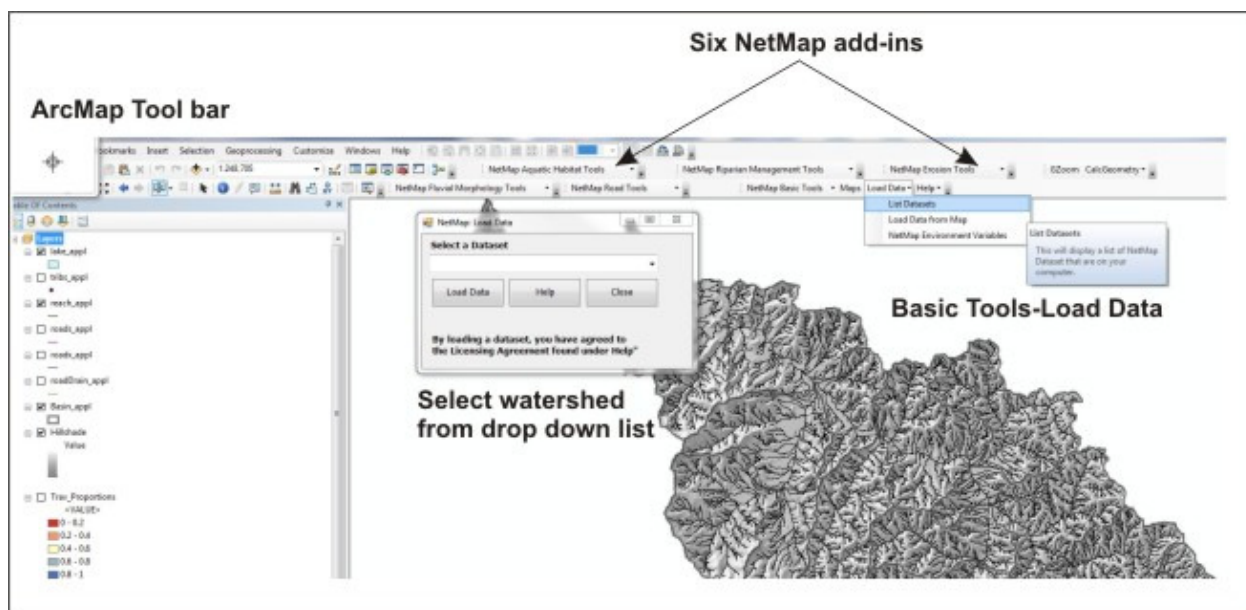 Six NetMap add-ins
ArcMap Tool bar
ookmarks Insert Selection Geoprocessing Customize Windows Help
1:248,705 NetMap Aquatic Habitat Tools NetMap Riparian Management Tools NetMap Erosion Tools GZoom CalcGeometry
NetMap Fluvial Morphology Tools NetMap Road Tools NetMap Basic Tools Maps Load Data Help
List Datasets
Load Data from Map
NetMap Environment Variables
List Datasets
This will display a list of NetMap
Dataset that are on your
computer.
able Of Contents
Layers
lake_appl
tribs_appl
reach_appl
roads_appl
roads_appl
roadDrain_appl
Basin_appl
Hillshade
Value
Trav_Proportions
<VALUE>
0 - 0.2
0.2 - 0.4
0.4 - 0.6
0.6 - 0.8
0.8 - 1
NetMap: Load Data
Select a Dataset
Load Data Help Close
By loading a dataset, you have agreed to
the Licensing Agreement found under Help"
Basic Tools-Load Data
Select watershed
from drop down list